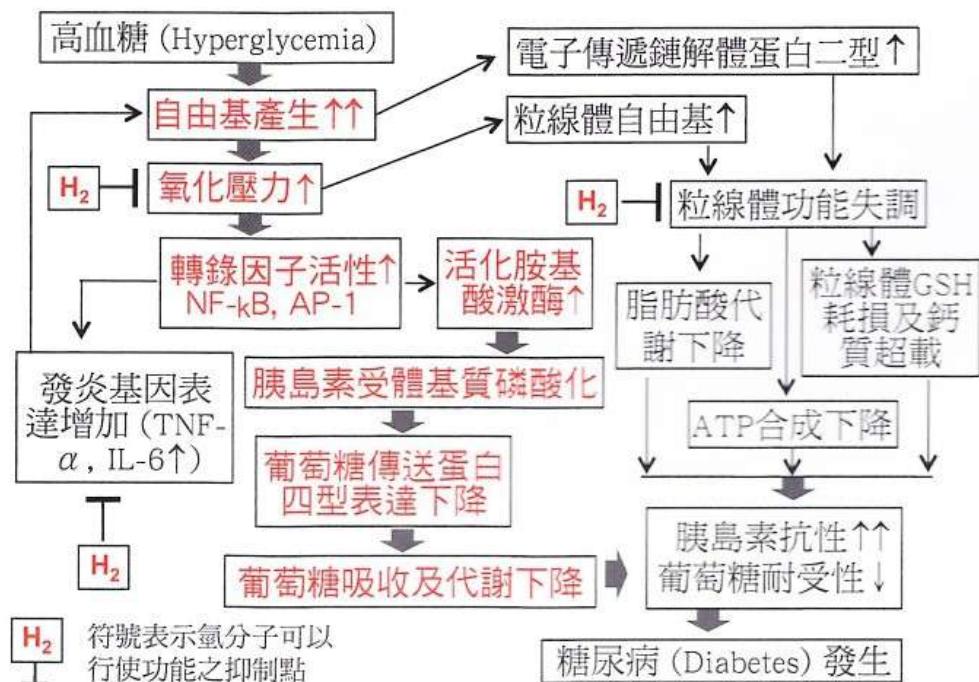 高血糖 (Hyperglycemia)
電子傳遞鏈解體蛋白二型↑
自由基產生↑↑
粒線體自由基↑
H₂
氧化壓力↑
H₂
粒線體功能失調
轉錄因子活性↑
NF-kB, AP-1
活化胺基
酸激酶↑
脂肪酸代
謝下降
粒線體GSH
耗損及鈣
質超載
發炎基因表
達增加 (TNF-
α, IL-6↑)
胰島素受體基質磷酸化
ATP合成下降
葡萄糖傳送蛋白
四型表達下降
H₂
葡萄糖吸收及代謝下降
胰島素抗性↑↑
葡萄糖耐受性↓
糖尿病 (Diabetes) 發生
H₂
符號表示氫分子可以
行使功能之抑制點